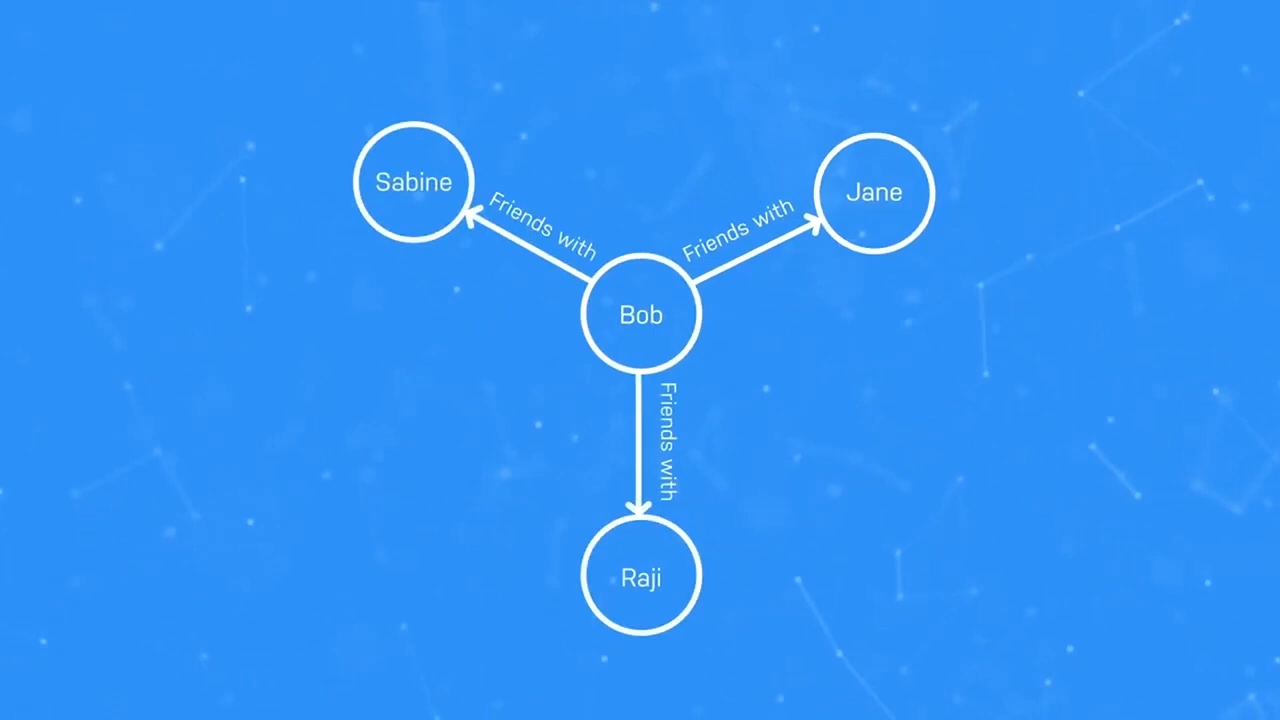 Sabine
Jane
Friends with
Friends with
Bob
Friends with
Raji